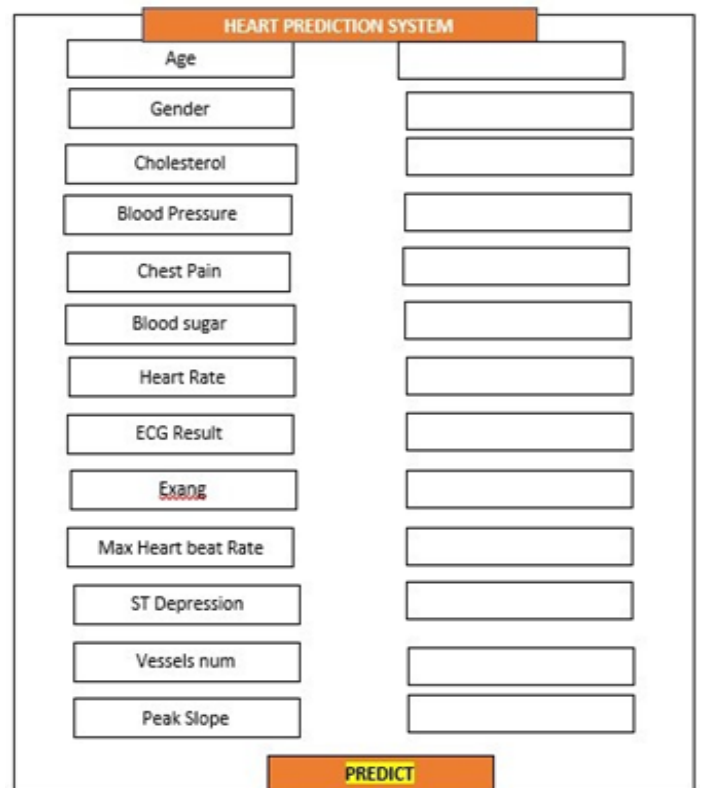 HEART PREDICTION SYSTEM
Age
Gender
Cholesterol
Blood Pressure
Chest Pain
Blood sugar
Heart Rate
ECG Result
Exang
Max Heart beat Rate
ST Depression
Vessels num
Peak Slope
PREDICT